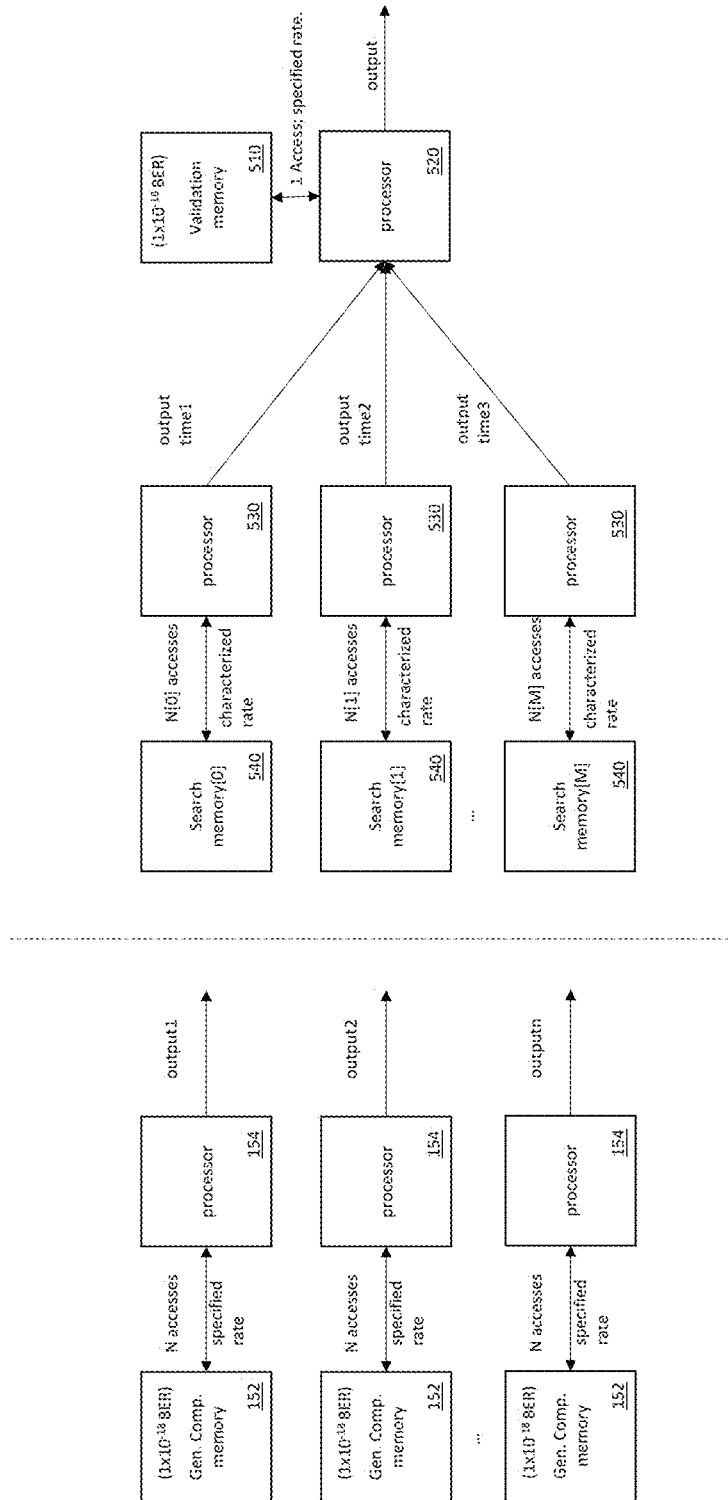 (1x10⁻¹⁸ BER)
Gen. Comp.
memory
152
N accesses
specified
rate
processor
154
output1
(1x10⁻¹⁸ BER)
Gen. Comp.
memory
152
N accesses
specified
rate
processor
154
output2
...
(1x10⁻¹⁸ BER)
Gen. Comp.
memory
152
N accesses
specified
rate
processor
154
outputn
Search
memory[0]
540
N[0] accesses
characterized
rate
processor
530
output
time1
Search
memory[1]
540
N[1] accesses
characterized
rate
processor
530
output
time2
...
Search
memory[M]
540
N[M] accesses
characterized
rate
processor
530
output
time3
(1x10⁻¹⁸ BER)
Validation
memory
510
1 Access; specified rate.
processor
520
output